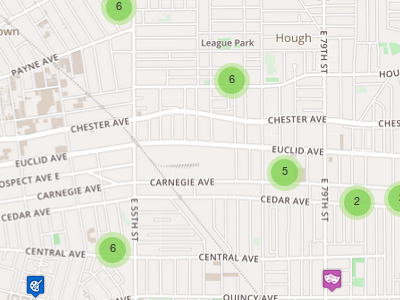 6
Hough
own
League Park
E 79TH ST
PAYNE AVE
6
HOU
CHESTER AVE
CHESTER AVE
CHES
EUCLID AVE
EUCLID AVE
OSPECT AVE E
5
CARNEGIE AVE
CARNEGIE AVE
E 79TH ST
CEDAR AVE
2
CEDAR AVE
E 55TH ST
6
CENTRAL AVE
CENTRAL AVE
QUINCY AVE